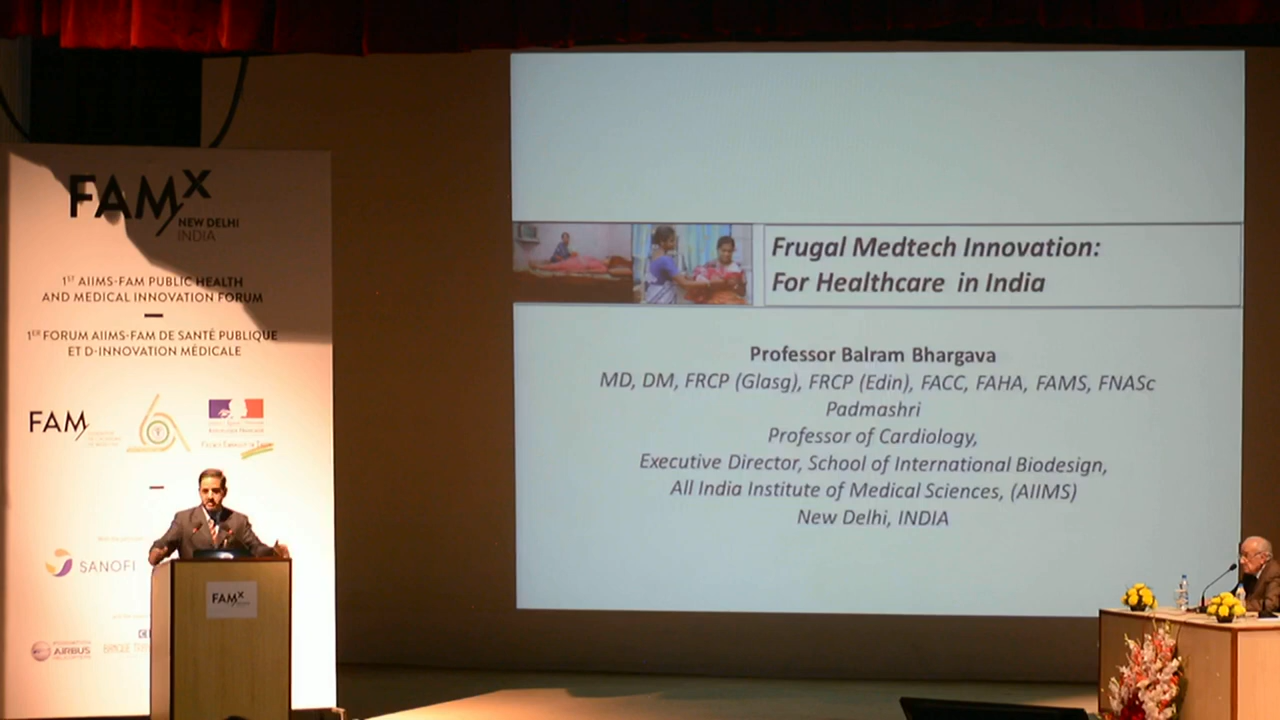 FAMX
NEW DELHI
INDIA
1ST AIIMS-FAM PUBLIC HEALTH
AND MEDICAL INNOVATION FORUM
1ER FORUM AIIMS-FAM DE SANTÉ PUBLIQUE
ET D-INNOVATION MÉDICALE
FAM
SANOFI
AIRBUS
BANQUE
FAMX
Frugal Medtech Innovation:
For Healthcare in India
Professor Balram Bhargava
MD, DM, FRCP (Glasg), FRCP (Edin), FACC, FAHA, FAMS, FNASc
Padmashri
Professor of Cardiology,
Executive Director, School of International Biodesign,
All India Institute of Medical Sciences, (AIIMS)
New Delhi, INDIA